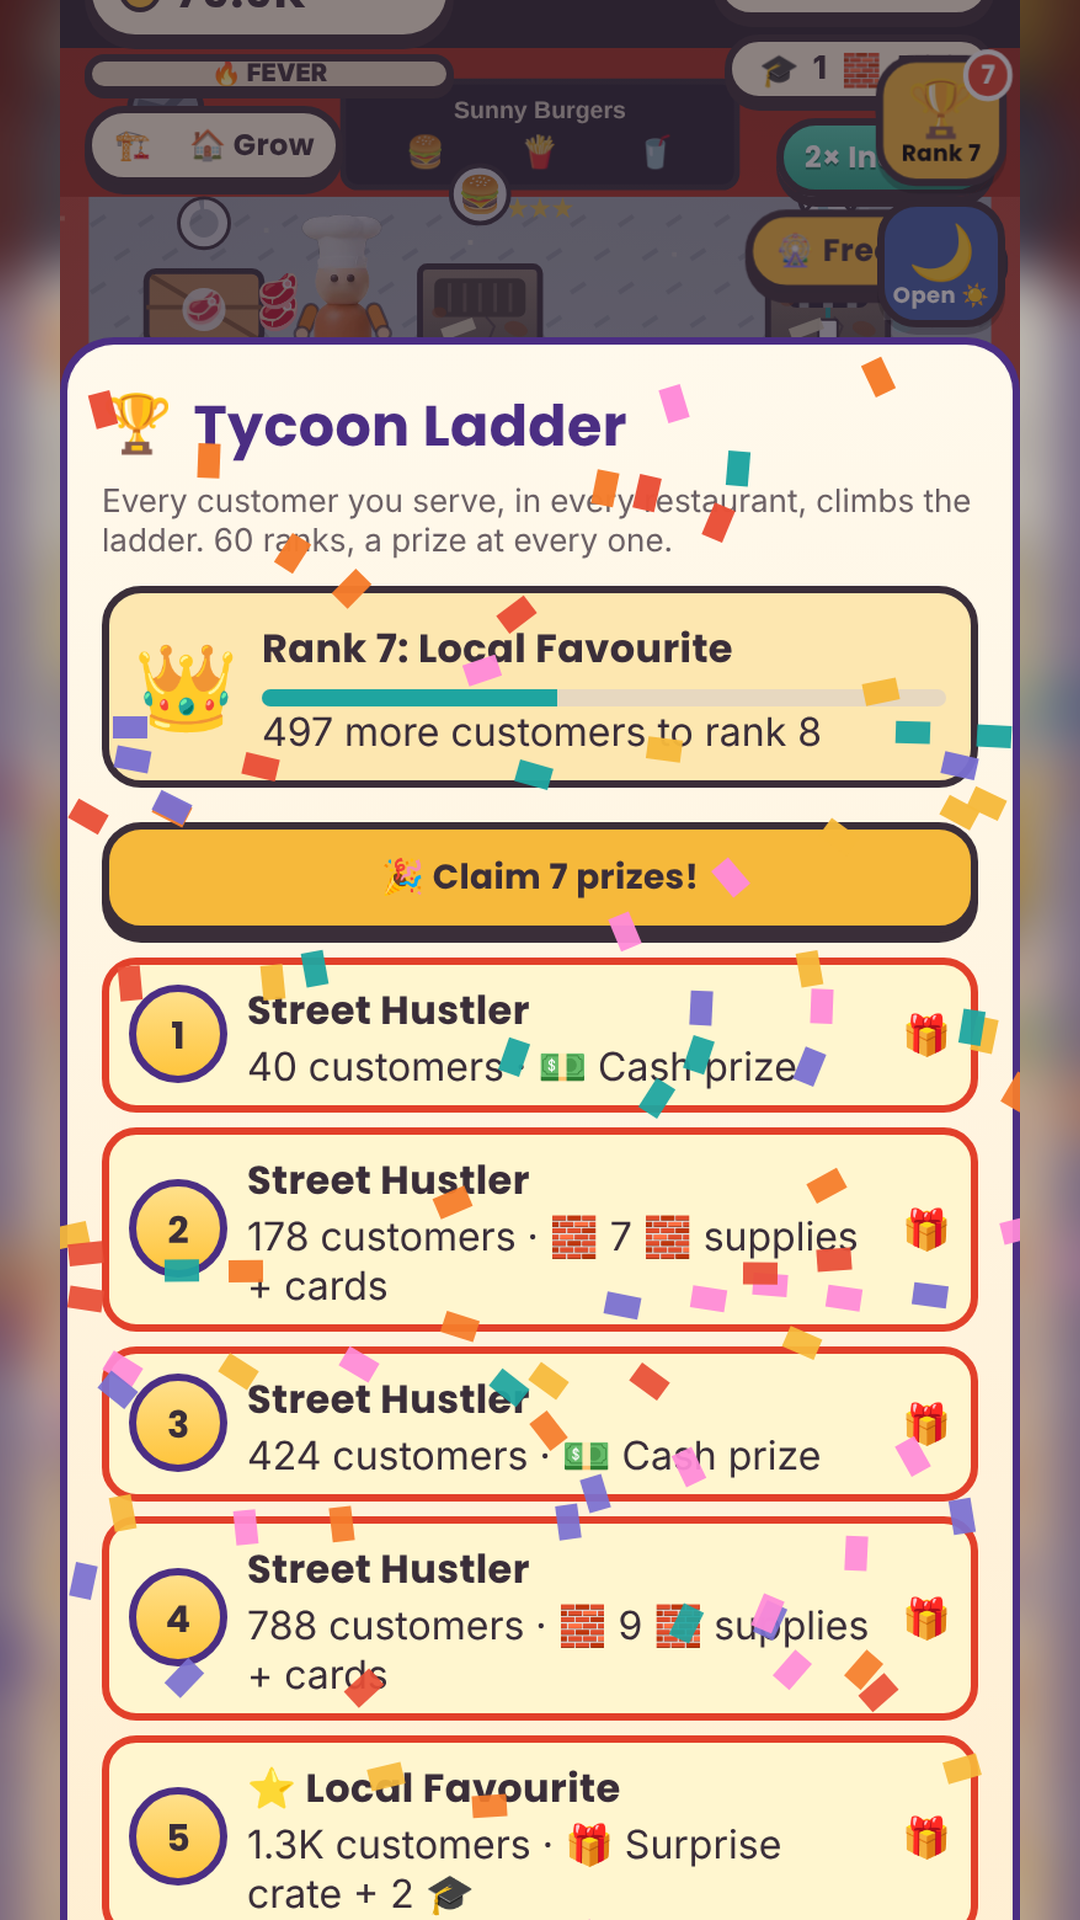 FEVER
1
7
Sunny Burgers
Grow
2× In
Rank 7
Free
Open
Tycoon Ladder
Every customer you serve, in every restaurant, climbs the
ladder. 60 ranks, a prize at every one.
Rank 7: Local Favourite
497 more customers to rank 8
Claim 7 prizes!
1
Street Hustler
40 customers · Cash prize
2
Street Hustler
178 customers · 7 supplies
+ cards
3
Street Hustler
424 customers · Cash prize
4
Street Hustler
788 customers · 9 supplies
+ cards
5
Local Favourite
1.3K customers · Surprise
crate + 2